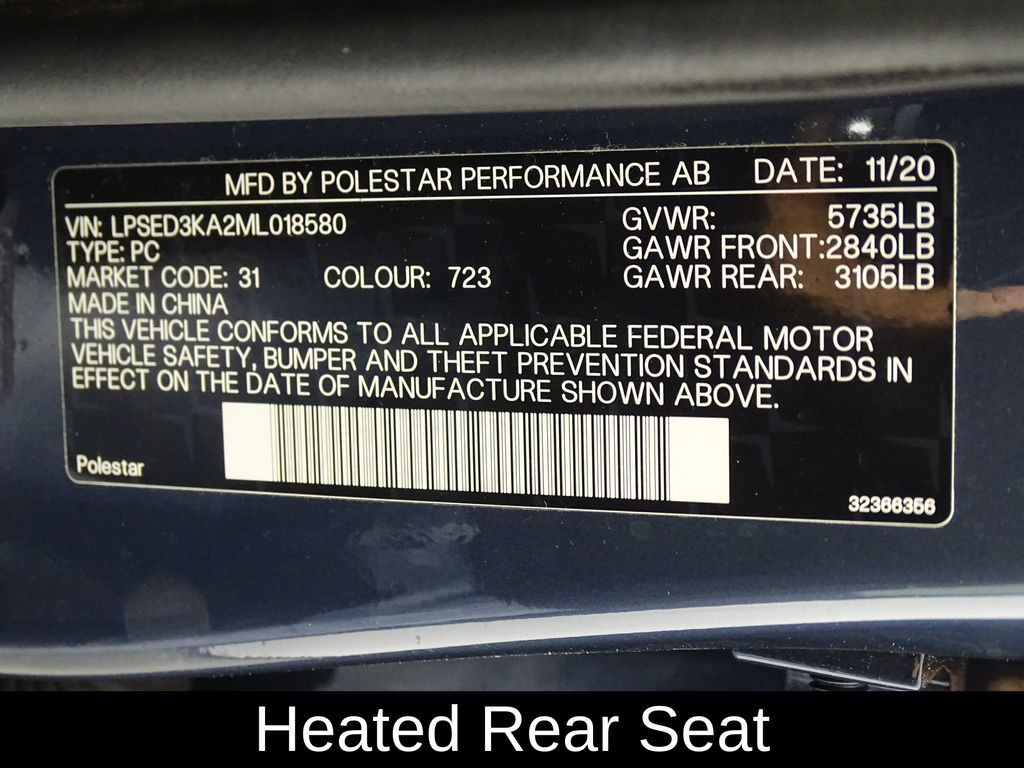 MFD BY POLESTAR PERFORMANCE AB DATE: 11/20
VIN: LPSED3KA2ML018580 GVWR: 5735LB
TYPE: PC GAWR FRONT:2840LB
MARKET CODE: 31 COLOUR: 723 GAWR REAR: 3105LB
MADE IN CHINA
THIS VEHICLE CONFORMS TO ALL APPLICABLE FEDERAL MOTOR
VEHICLE SAFETY, BUMPER AND THEFT PREVENTION STANDARDS IN
EFFECT ON THE DATE OF MANUFACTURE SHOWN ABOVE.
Polestar
32366356
Heated Rear Seat